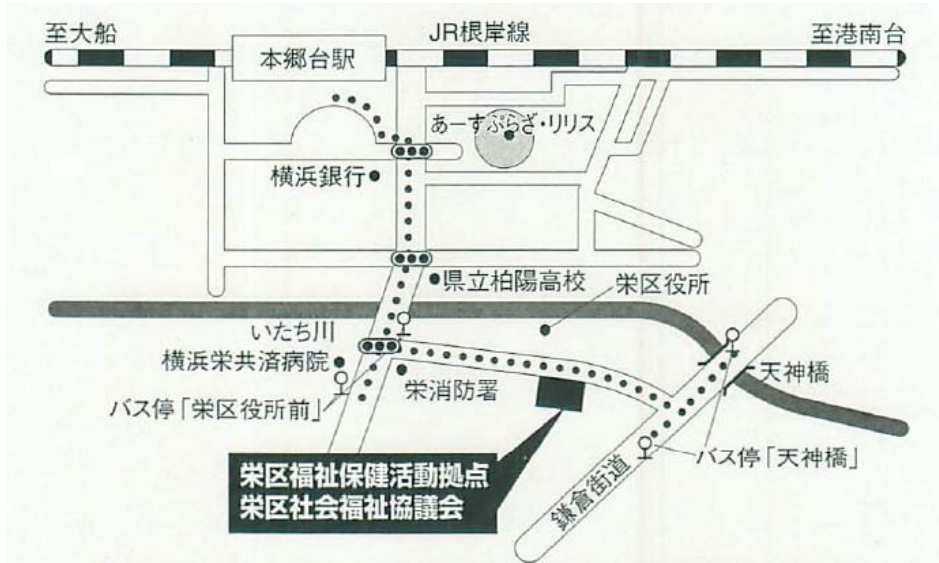 至大船
JR根岸線
至港南台
本郷台駅
あーすぷらざ・リリス
横浜銀行
県立柏陽高校
栄区役所
いたち川
横浜栄共済病院
天神橋
栄消防署
バス停「栄区役所前」
バス停「天神橋」
栄区福祉保健活動拠点
栄区社会福祉協議会
鎌倉街道